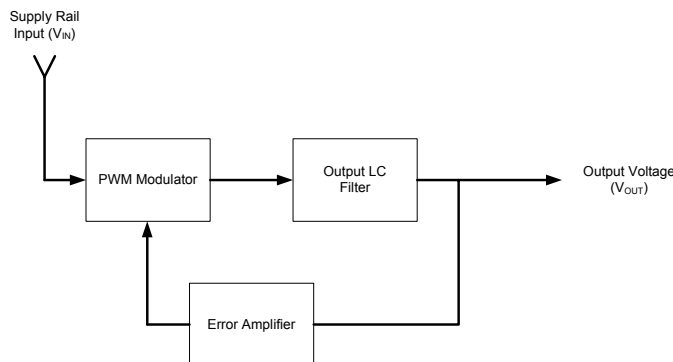 Supply Rail
Input (VIN)
PWM Modulator
Output LC
Filter
Output Voltage
(VOUT)
Error Amplifier